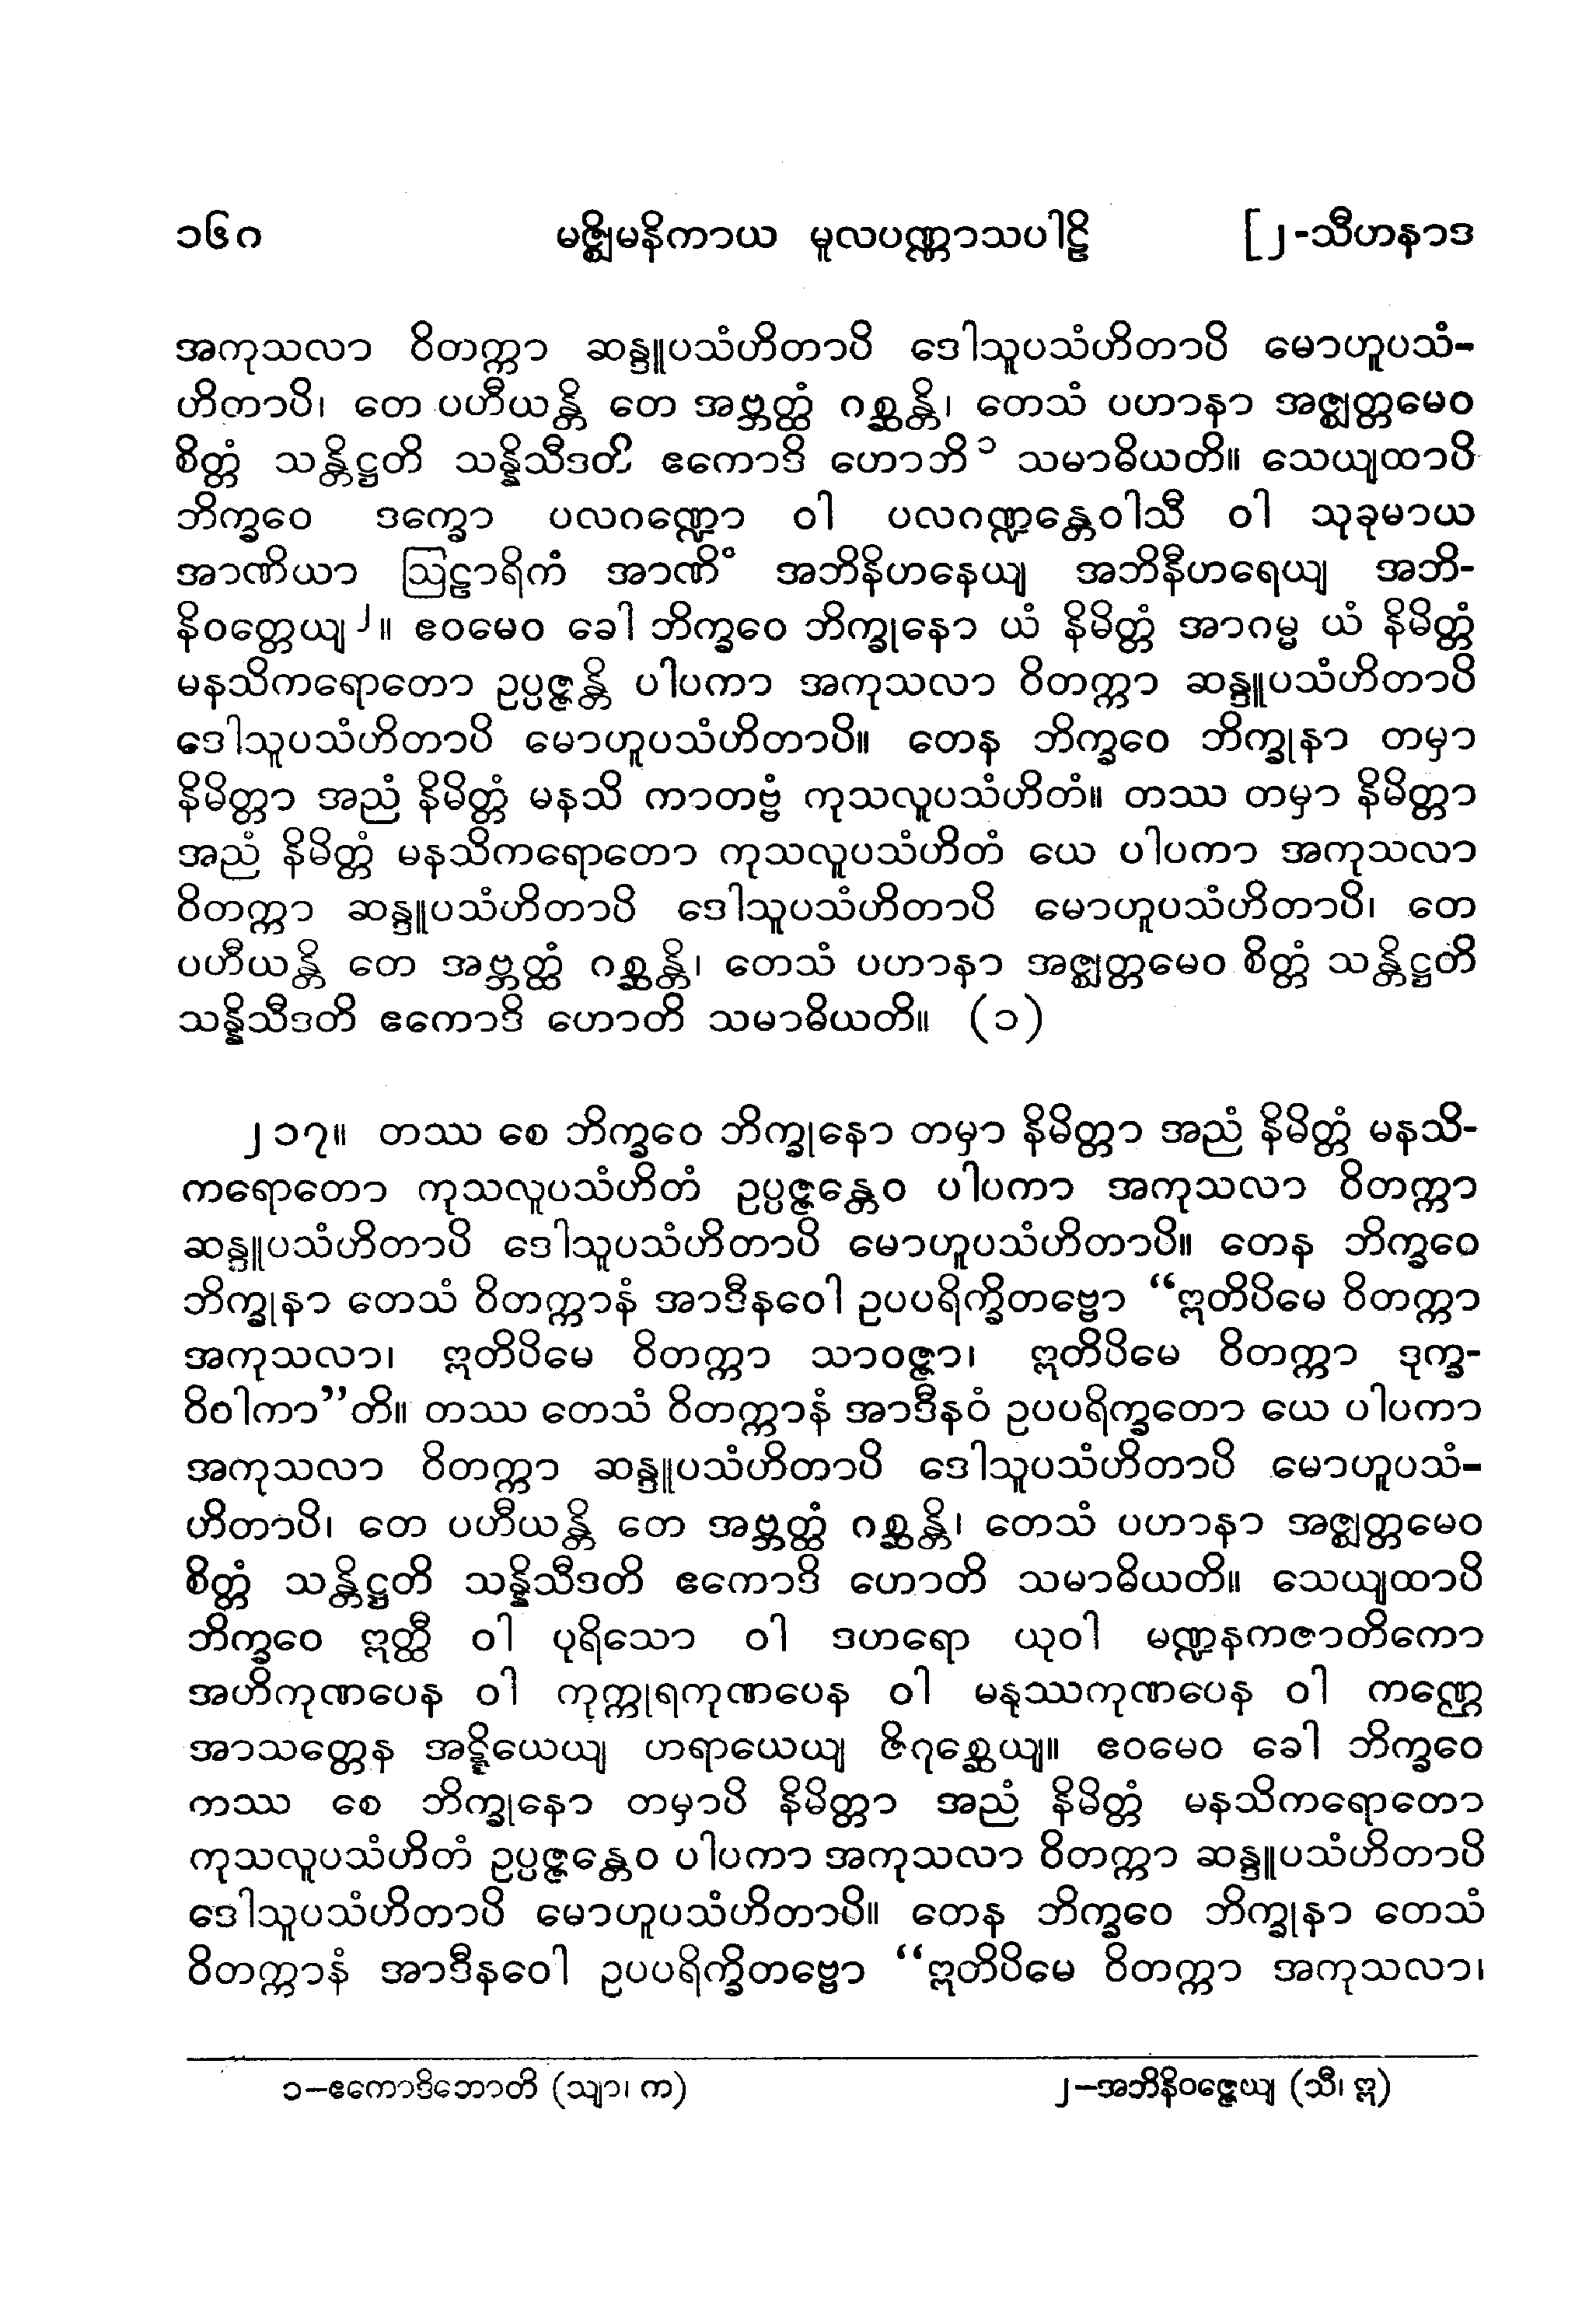 ၁၆၀ မဇ္ဈိမနိကာယ မူလပဏ္ဏာသပါဠိ [၂-သီဟနာဒ
အကုသလာ ဝိတက္ကာ ဆန္ဒူပသံဟိတာပိ ဒေါသူပသံဟိတာပိ မောဟူပသံ-
ဟိတာပိ၊ တေ ပဟီယန္တိ တေ အဗ္ဘတ္ထံ ဂစ္ဆန္တိ၊ တေသံ ပဟာနာ အဇ္ဈတ္တမေဝ
စိတ္တံ သန္တိဋ္ဌတိ သန္နိသီဒတိ ဧကောဒိ ဟောတိ ၁ သမာဓိယတိ။ သေယျထာပိ
ဘိက္ခဝေ ဒက္ခော ပလဂဏ္ဍော ဝါ ပလဂဏ္ဍန္တေဝါသီ ဝါ သုခုမာယ
အာဏိယာ ဩဠာရိကံ အာဏိံ အဘိနိဟနေယျ အဘိနီဟရေယျ အဘိ-
နိဝတ္တေယျ ၂။ ဧဝမေဝ ခေါ ဘိက္ခဝေ ဘိက္ခုနော ယံ နိမိတ္တံ အာဂမ္မ ယံ နိမိတ္တံ
မနသိကရောတော ဥပ္ပဇ္ဇန္တိ ပါပကာ အကုသလာ ဝိတက္ကာ ဆန္ဒူပသံဟိတာပိ
ဒေါသူပသံဟိတာပိ မောဟူပသံဟိတာပိ။ တေန ဘိက္ခဝေ ဘိက္ခုနာ တမှာ
နိမိတ္တာ အညံ နိမိတ္တံ မနသိ ကာတဗ္ဗံ ကုသလူပသံဟိတံ။ တဿ တမှာ နိမိတ္တာ
အညံ နိမိတ္တံ မနသိကရောတော ကုသလူပသံဟိတံ ယေ ပါပကာ အကုသလာ
ဝိတက္ကာ ဆန္ဒူပသံဟိတာပိ ဒေါသူပသံဟိတာပိ မောဟူပသံဟိတာပိ၊ တေ
ပဟီယန္တိ တေ အဗ္ဘတ္ထံ ဂစ္ဆန္တိ၊ တေသံ ပဟာနာ အဇ္ဈတ္တမေဝ စိတ္တံ သန္တိဋ္ဌတိ
သန္နိသီဒတိ ဧကောဒိ ဟောတိ သမာဓိယတိ။ (၁)
၂၁၇။ တဿ စေ ဘိက္ခဝေ ဘိက္ခုနော တမှာ နိမိတ္တာ အညံ နိမိတ္တံ မနသိ-
ကရောတော ကုသလူပသံဟိတံ ဥပ္ပဇ္ဇန္တေဝ ပါပကာ အကုသလာ ဝိတက္ကာ
ဆန္ဒူပသံဟိတာပိ ဒေါသူပသံဟိတာပိ မောဟူပသံဟိတာပိ။ တေန ဘိက္ခဝေ
ဘိက္ခုနာ တေသံ ဝိတက္ကာနံ အာဒီနဝေါ ဥပပရိက္ခိတဗ္ဗော “ဣတိပိမေ ဝိတက္ကာ
အကုသလာ၊ ဣတိပိမေ ဝိတက္ကာ သာဝဇ္ဇာ၊ ဣတိပိမေ ဝိတက္ကာ ဒုက္ခ-
ဝိပါကာ”တိ။ တဿ တေသံ ဝိတက္ကာနံ အာဒီနဝံ ဥပပရိက္ခတော ယေ ပါပကာ
အကုသလာ ဝိတက္ကာ ဆန္ဒူပသံဟိတာပိ ဒေါသူပသံဟိတာပိ မောဟူပသံ-
ဟိတာပိ၊ တေ ပဟီယန္တိ တေ အဗ္ဘတ္ထံ ဂစ္ဆန္တိ၊ တေသံ ပဟာနာ အဇ္ဈတ္တမေဝ
စိတ္တံ သန္တိဋ္ဌတိ သန္နိသီဒတိ ဧကောဒိ ဟောတိ သမာဓိယတိ။ သေယျထာပိ
ဘိက္ခဝေ ဣတ္ထီ ဝါ ပုရိသော ဝါ ဒဟရော ယုဝါ မဏ္ဍနကဇာတိကော
အဟိကုဏပေန ဝါ ကုက္ကုရကုဏပေန ဝါ မနုဿကုဏပေန ဝါ ကဏ္ဌေ
အာသတ္တေန အဋ္ဋိယေယျ ဟရာယေယျ ဇိဂုစ္ဆေယျ။ ဧဝမေဝ ခေါ ဘိက္ခဝေ
ကဿ စေ ဘိက္ခုနော တမှာပိ နိမိတ္တာ အညံ နိမိတ္တံ မနသိကရောတော
ကုသလူပသံဟိတံ ဥပ္ပဇ္ဇန္တေဝ ပါပကာ အကုသလာ ဝိတက္ကာ ဆန္ဒူပသံဟိတာပိ
ဒေါသူပသံဟိတာပိ မောဟူပသံဟိတာပိ။ တေန ဘိက္ခဝေ ဘိက္ခုနာ တေသံ
ဝိတက္ကာနံ အာဒီနဝေါ ဥပပရိက္ခိတဗ္ဗော “ဣတိပိမေ ဝိတက္ကာ အကုသလာ၊
၁–ဧကောဒိဘောတိ (သျာ၊ က) ၂–အဘိနိဝဇ္ဇေယျ (သီ၊ ဣ)